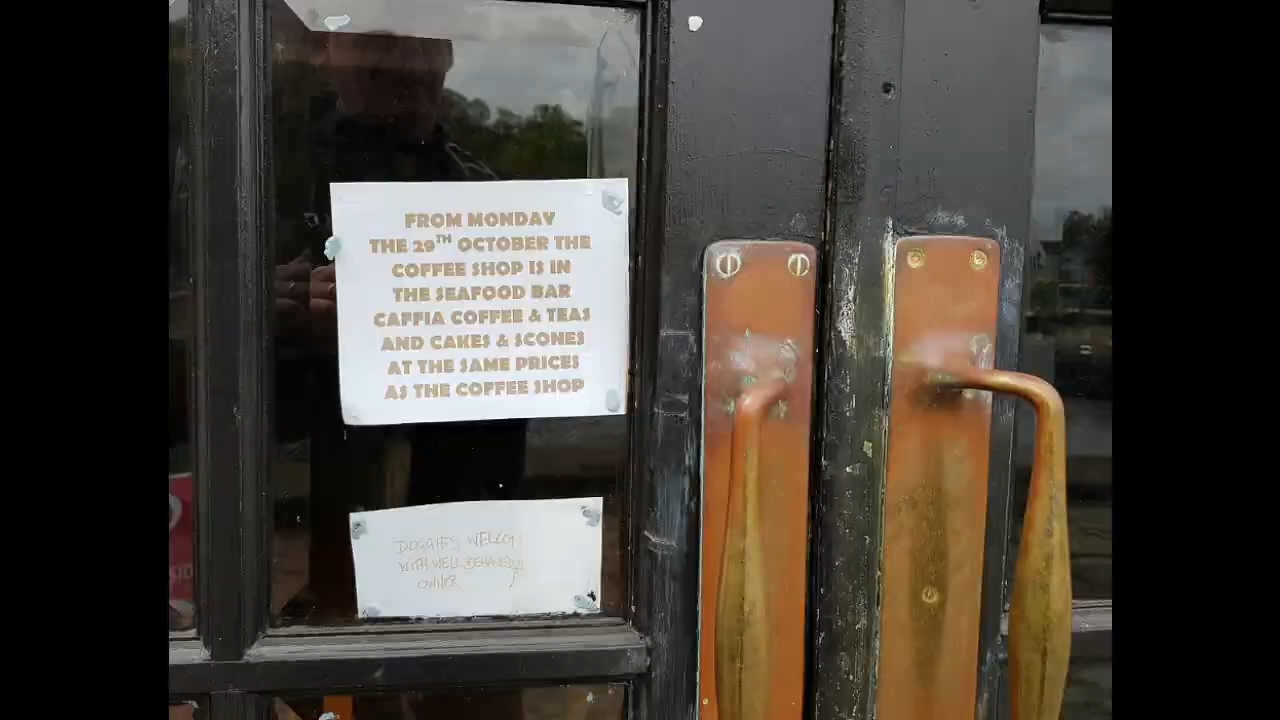 FROM MONDAY
THE 29TH OCTOBER THE
COFFEE SHOP IS IN
THE SEAFOOD BAR
CAFFIA COFFEE & TEAS
AND CAKES & SCONES
AT THE SAME PRICES
AS THE COFFEE SHOP
DOGGIES WELCOM
WITH WELL BEHAVED
OWNER